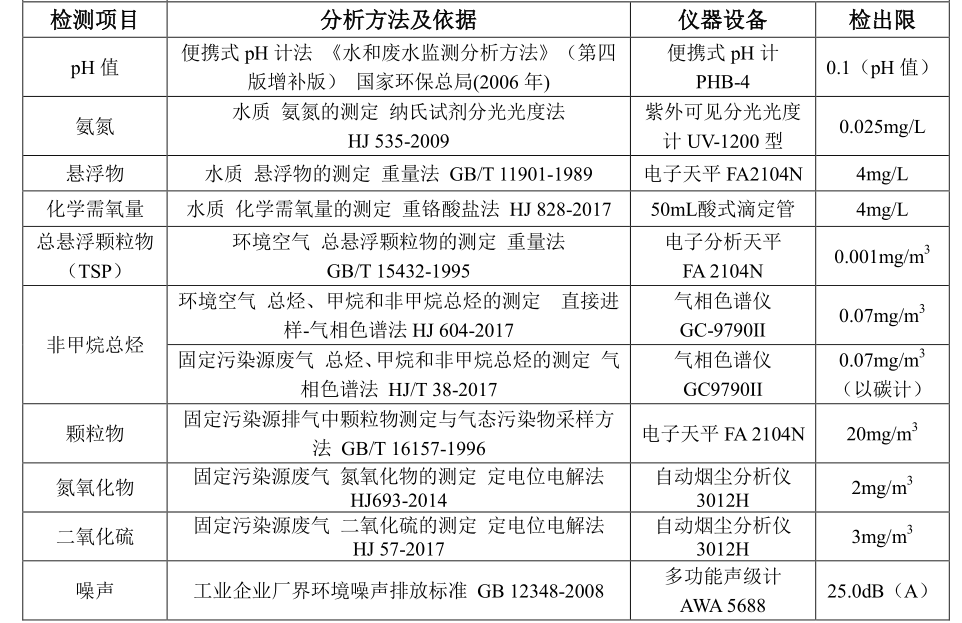 检测项目 分析方法及依据 仪器设备 检出限
pH 值
便携式 pH 计法 《水和废水监测分析方法》（第四
版增补版） 国家环保总局(2006 年)
便携式 pH 计
PHB-4
0.1（pH 值）
氨氮
水质 氨氮的测定 纳氏试剂分光光度法
HJ 535-2009
紫外可见分光光度
计 UV-1200 型
0.025mg/L
悬浮物 水质 悬浮物的测定 重量法 GB/T 11901-1989 电子天平 FA2104N 4mg/L
化学需氧量 水质 化学需氧量的测定 重铬酸盐法 HJ 828-2017 50mL酸式滴定管 4mg/L
总悬浮颗粒物
（TSP）
环境空气 总悬浮颗粒物的测定 重量法
GB/T 15432-1995
电子分析天平
FA 2104N
0.001mg/m³
非甲烷总烃
环境空气 总烃、甲烷和非甲烷总烃的测定 直接进
样-气相色谱法 HJ 604-2017
气相色谱仪
GC-9790II
0.07mg/m³
固定污染源废气 总烃、甲烷和非甲烷总烃的测定 气
相色谱法 HJ/T 38-2017
气相色谱仪
GC9790II
0.07mg/m³
（以碳计）
颗粒物
固定污染源排气中颗粒物测定与气态污染物采样方
法 GB/T 16157-1996
电子天平 FA 2104N
20mg/m³
氮氧化物
固定污染源废气 氮氧化物的测定 定电位电解法
HJ693-2014
自动烟尘分析仪
3012H
2mg/m³
二氧化硫
固定污染源废气 二氧化硫的测定 定电位电解法
HJ 57-2017
自动烟尘分析仪
3012H
3mg/m³
噪声
工业企业厂界环境噪声排放标准 GB 12348-2008
多功能声级计
AWA 5688
25.0dB（A）